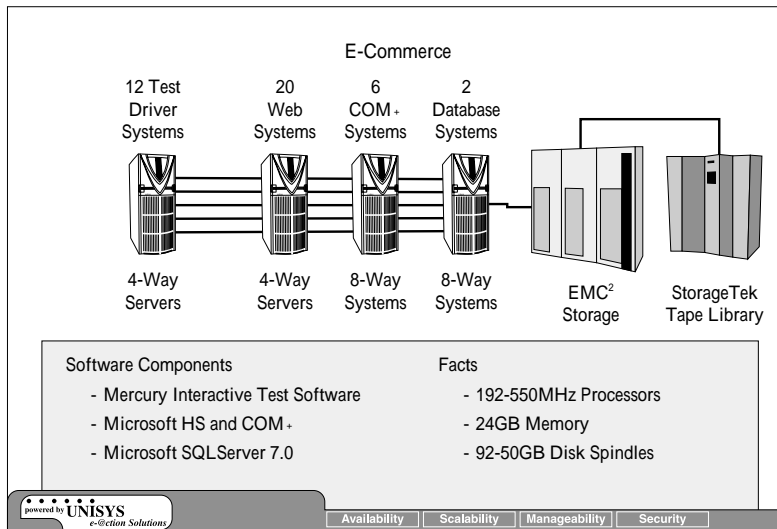 E-Commerce
12 Test
Driver
Systems
20
Web
Systems
6
COM+
Systems
2
Database
Systems
4-Way
Servers
4-Way
Servers
8-Way
Systems
8-Way
Systems
EMC²
Storage
StorageTek
Tape Library
Software Components
- Mercury Interactive Test Software
- Microsoft HS and COM+
- Microsoft SQLServer 7.0
Facts
- 192-550MHz Processors
- 24GB Memory
- 92-50GB Disk Spindles
powered by UNISYS
e-@ction Solutions
Availability
Scalability
Manageability
Security